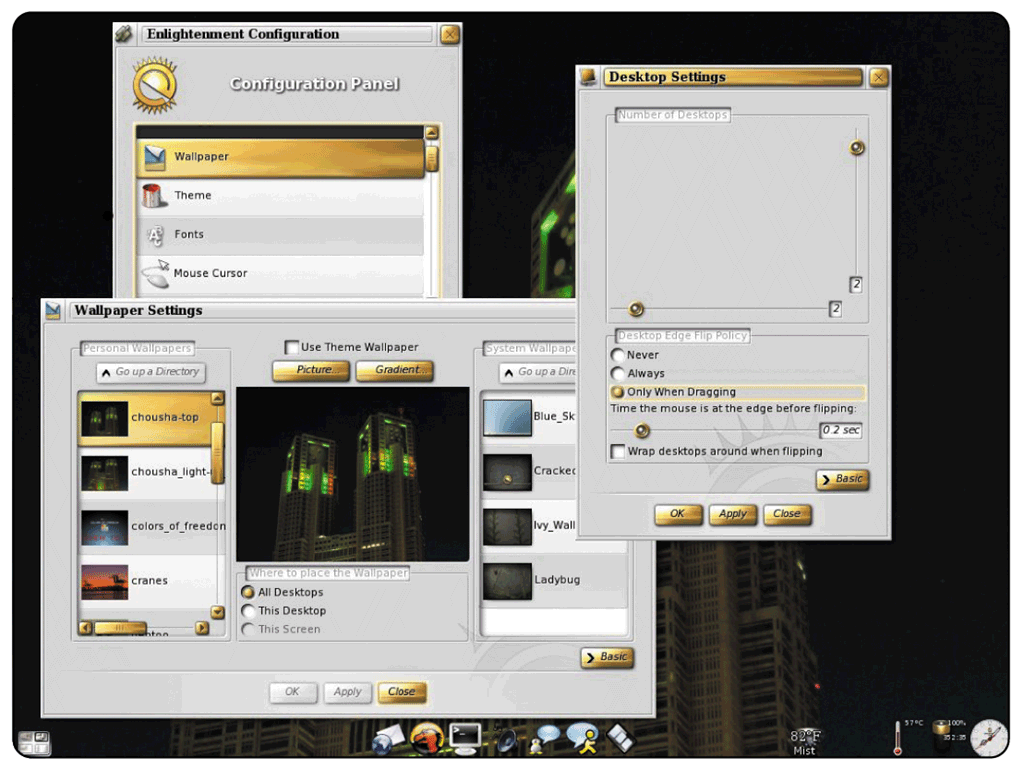 Enlightenment Configuration
Configuration Panel
Wallpaper
Theme
Fonts
Mouse Cursor
Desktop Settings
Number of Desktops
2
2
Desktop Edge Flip Policy
Never
Always
Only When Dragging
Time the mouse is at the edge before flipping:
0.2 sec
Wrap desktops around when flipping
Basic
OK Apply Close
Wallpaper Settings
Personal Wallpapers
Go up a Directory
chousha-top
chousha_light-
colors_of_freedon
cranes
Use Theme Wallpaper
Picture... Gradient...
Where to place the Wallpaper
All Desktops
This Desktop
This Screen
System Wallpape
Go up a Dire
Blue_Sk
Cracked
Ivy_Wall
Ladybug
Basic
OK Apply Close
82°F
Mist
57°C
100%